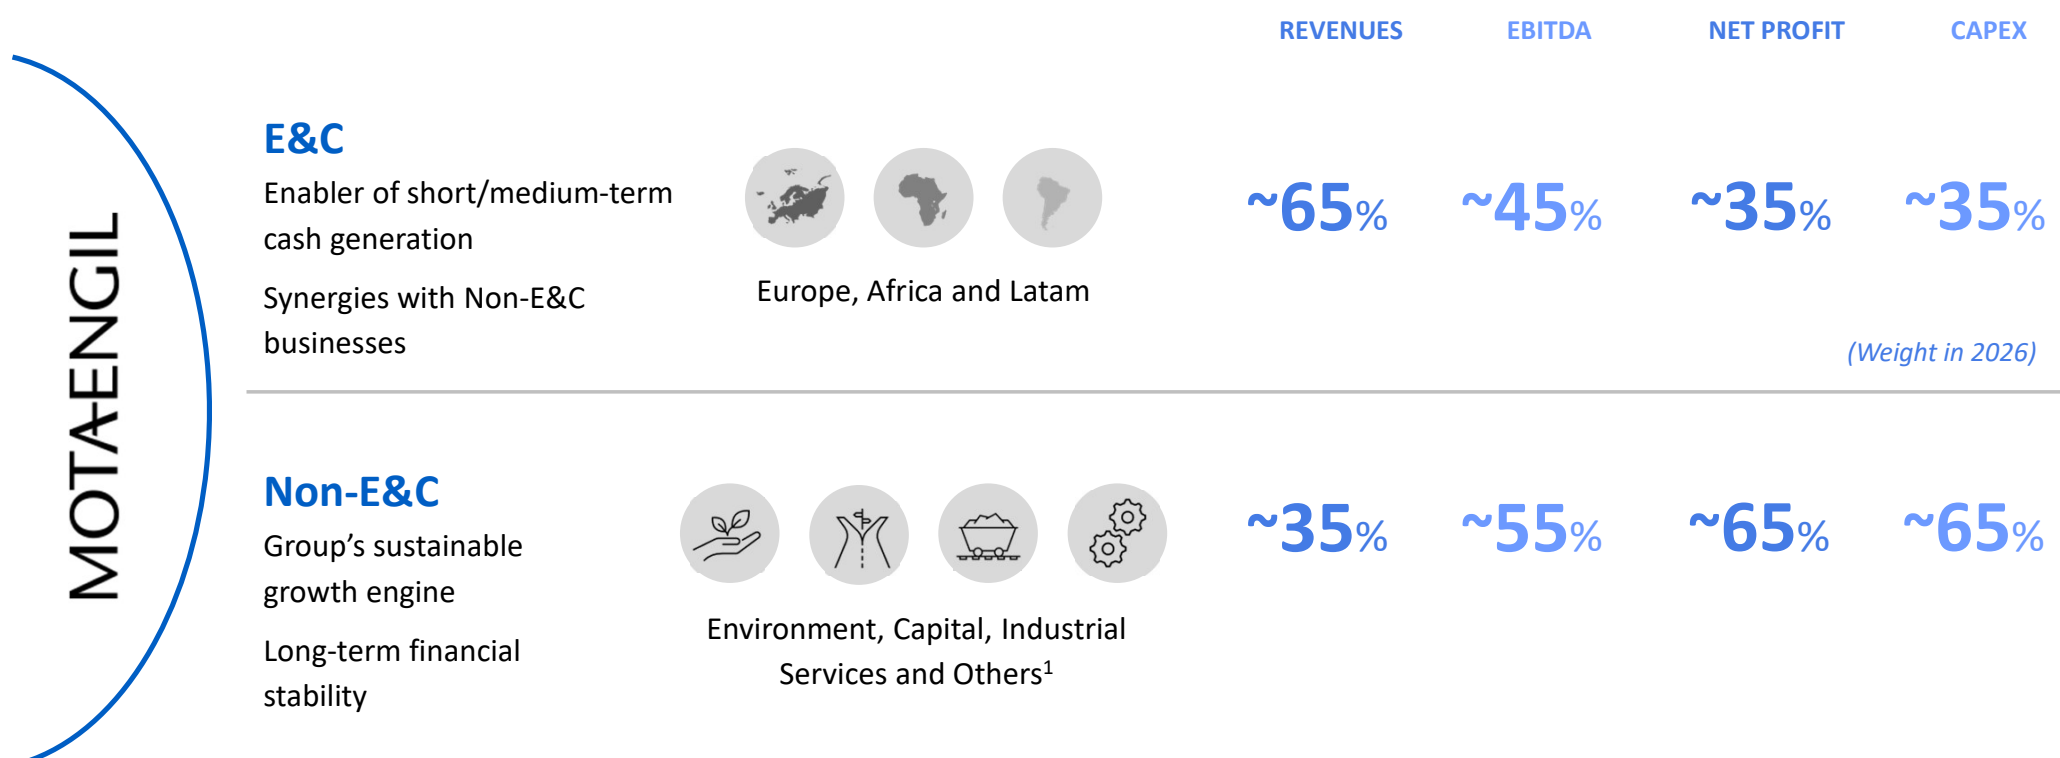 REVENUES EBITDA NET PROFIT CAPEX
MOTAENGIL
E&C
Enabler of short/medium-term
cash generation
Synergies with Non-E&C
businesses
Europe, Africa and Latam
~65% ~45% ~35% ~35%
(Weight in 2026)
Non-E&C
Group’s sustainable
growth engine
Long-term financial
stability
Environment, Capital, Industrial
Services and Others¹
~35% ~55% ~65% ~65%